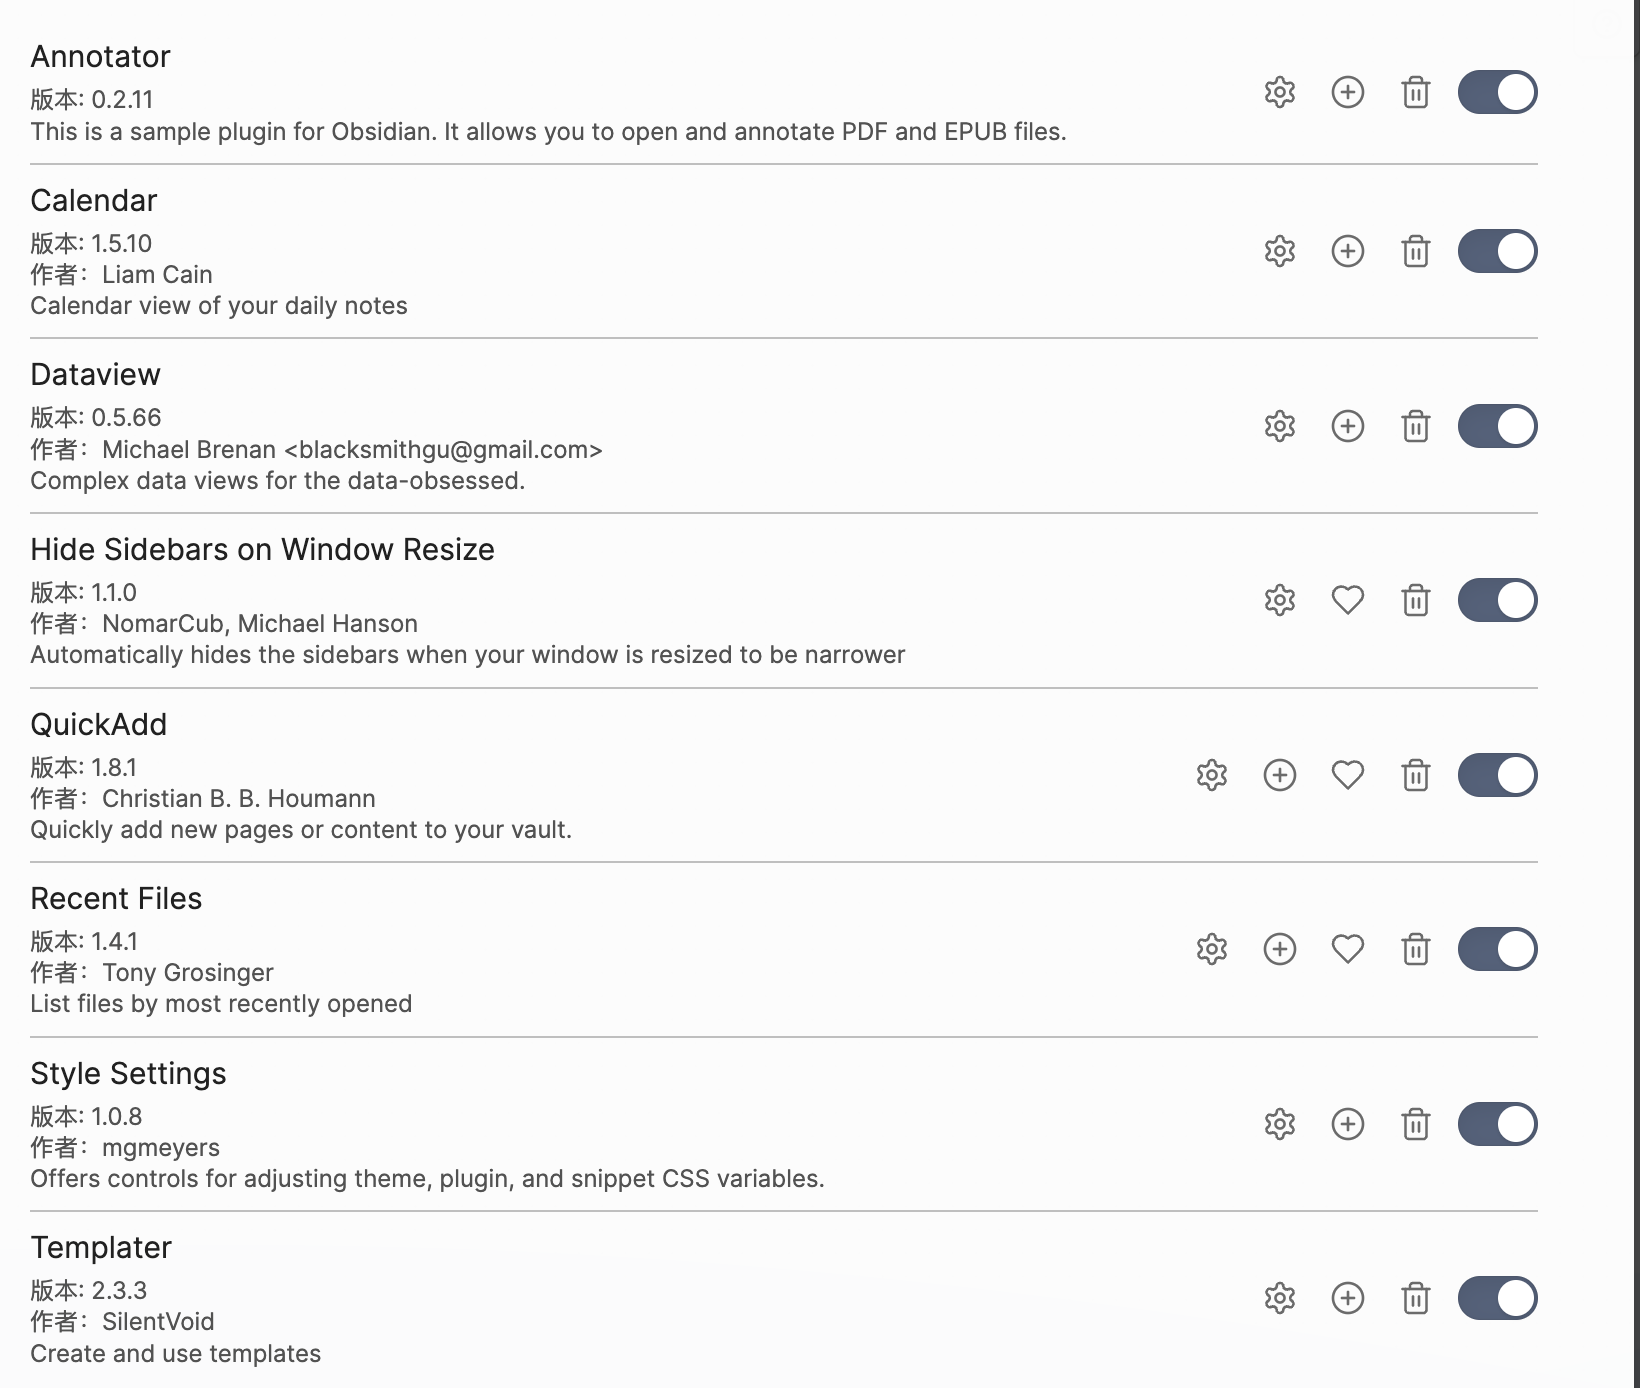 Annotator
版本: 0.2.11
This is a sample plugin for Obsidian. It allows you to open and annotate PDF and EPUB files.
Calendar
版本: 1.5.10
作者：Liam Cain
Calendar view of your daily notes
Dataview
版本: 0.5.66
作者：Michael Brenan <blacksmithgu@gmail.com>
Complex data views for the data-obsessed.
Hide Sidebars on Window Resize
版本: 1.1.0
作者：NomarCub, Michael Hanson
Automatically hides the sidebars when your window is resized to be narrower
QuickAdd
版本: 1.8.1
作者：Christian B. B. Houmann
Quickly add new pages or content to your vault.
Recent Files
版本: 1.4.1
作者：Tony Grosinger
List files by most recently opened
Style Settings
版本: 1.0.8
作者：mgmeyers
Offers controls for adjusting theme, plugin, and snippet CSS variables.
Templater
版本: 2.3.3
作者：SilentVoid
Create and use templates